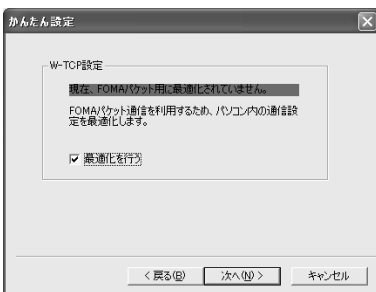 かんたん設定
W-TCP設定
現在、FOMAパケット用に最適化されていません。
FOMAパケット通信を利用するため、パソコン内の通信設
定を最適化します。
最適化を行う
< 戻る(B)
次へ(N) >
キャンセル